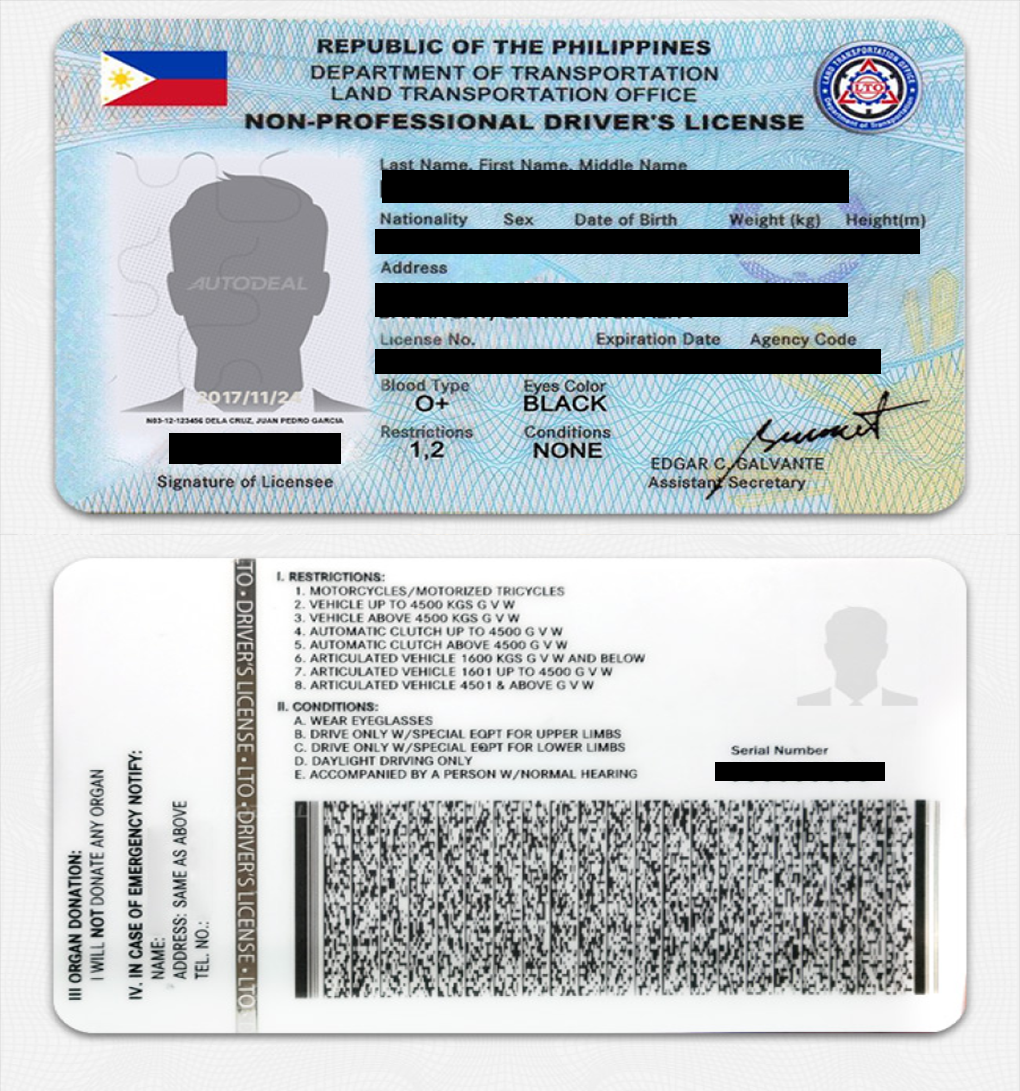 REPUBLIC OF THE PHILIPPINES
DEPARTMENT OF TRANSPORTATION
LAND TRANSPORTATION OFFICE
NON-PROFESSIONAL DRIVER'S LICENSE
LAND TRANSPORTATION OFFICE
LTO
Department of Transportation
Last Name, First Name, Middle Name
Nationality Sex Date of Birth Weight (kg) Height(m)
Address
License No. Expiration Date Agency Code
Blood Type Eyes Color
O+ BLACK
Restrictions Conditions
1,2 NONE
AUTODEAL
2017/11/24
N03-12-123456 DELA CRUZ, JUAN PEDRO GARCIA
Signature of Licensee
EDGAR C. GALVANTE
Assistant Secretary
III ORGAN DONATION:
I WILL NOT DONATE ANY ORGAN
IV. IN CASE OF EMERGENCY NOTIFY:
NAME:
ADDRESS: SAME AS ABOVE
TEL. NO.:
LTO • DRIVER'S LICENSE • LTO • DRIVER'S LICENSE • LTO
I. RESTRICTIONS:
1. MOTORCYCLES/MOTORIZED TRICYCLES
2. VEHICLE UP TO 4500 KGS G V W
3. VEHICLE ABOVE 4500 KGS G V W
4. AUTOMATIC CLUTCH UP TO 4500 G V W
5. AUTOMATIC CLUTCH ABOVE 4500 G V W
6. ARTICULATED VEHICLE 1600 KGS G V W AND BELOW
7. ARTICULATED VEHICLE 1601 UP TO 4500 G V W
8. ARTICULATED VEHICLE 4501 & ABOVE G V W
II. CONDITIONS:
A. WEAR EYEGLASSES
B. DRIVE ONLY W/SPECIAL EQPT FOR UPPER LIMBS
C. DRIVE ONLY W/SPECIAL EQPT FOR LOWER LIMBS
D. DAYLIGHT DRIVING ONLY
E. ACCOMPANIED BY A PERSON W/NORMAL HEARING
Serial Number